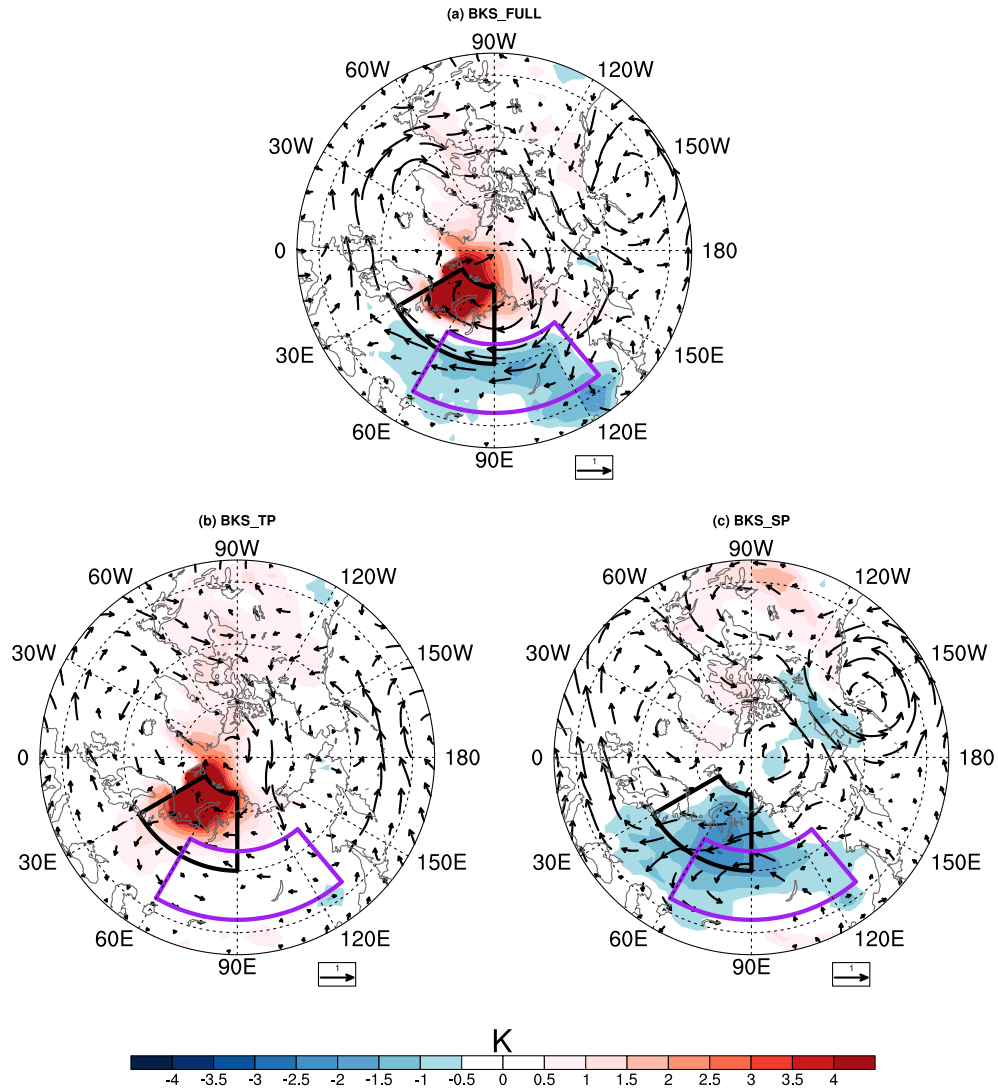 (a) BKS_FULL
90W
60W 120W
30W 150W
0 180
30E 150E
60E 120E
90E
1
(b) BKS_TP (c) BKS_SP
90W 90W
60W 120W 60W 120W
30W 150W 30W 150W
0 180 0 180
30E 150E 30E 150E
60E 120E 60E 120E
90E 90E
1 1
K
-4 -3.5 -3 -2.5 -2 -1.5 -1 -0.5 0 0.5 1 1.5 2 2.5 3 3.5 4